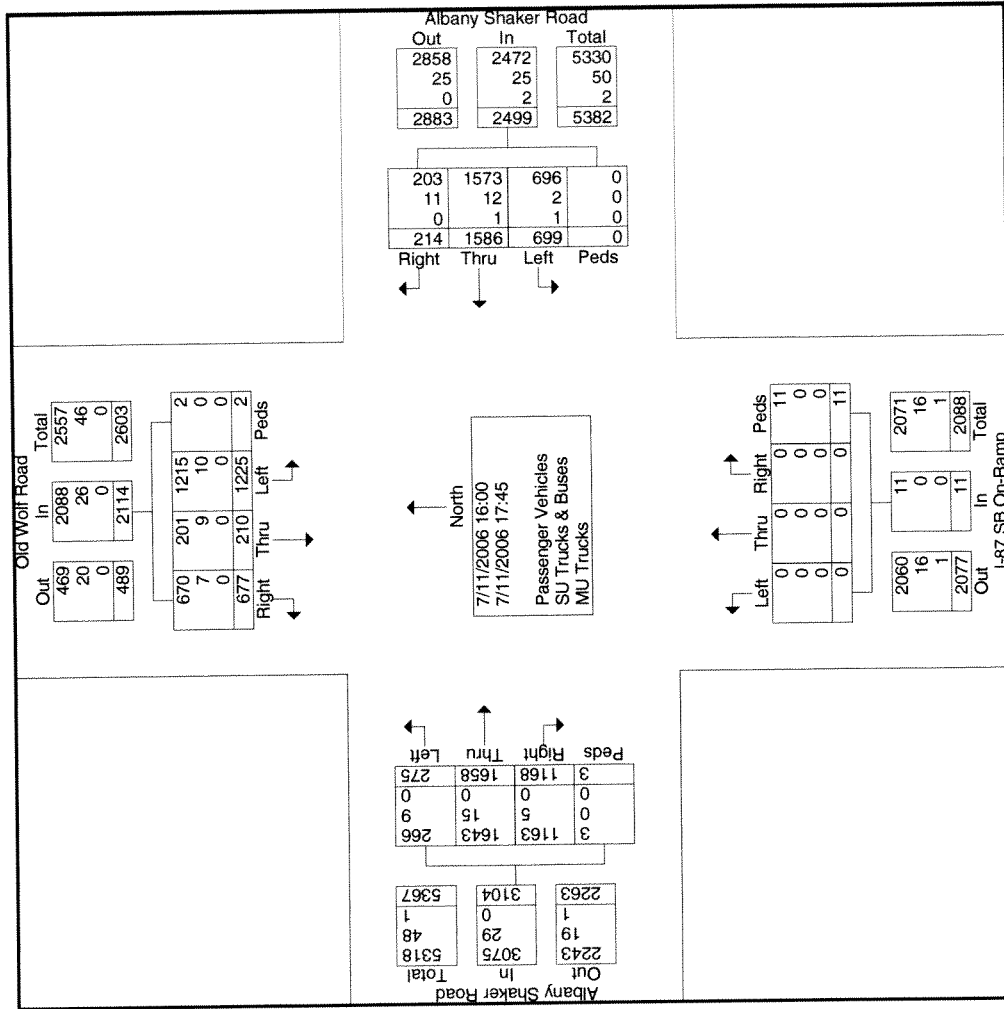 Albany Shaker Road
Out In Total
2858 2472 5330
25 25 50
0 2 2
2883 2499 5382
203 1573 696 0
11 12 2 0
0 1 1 0
214 1586 699 0
Right Thru Left Peds
Old Wolf Road
Out In Total
469 2088 2557
20 26 46
0 0 0
489 2114 2603
670 201 1215 2
7 9 10 0
0 0 0 0
677 210 1225 2
Right Thru Left Peds
North
7/11/2006 16:00
7/11/2006 17:45
Passenger Vehicles
SU Trucks & Buses
MU Trucks
Left Thru Right Peds
0 0 0 11
0 0 0 0
0 0 0 0
0 0 0 11
2060 11 2071
16 0 16
1 0 1
2077 11 2088
Out In Total
I-87 SB On-Ramp
Left Thru Right Peds
275 1658 1168 3
0 0 0 0
9 15 5 0
266 1643 1163 3
5367 3104 2263
1 0 1
48 29 19
5318 3075 2243
Total In Out
Albany Shaker Road